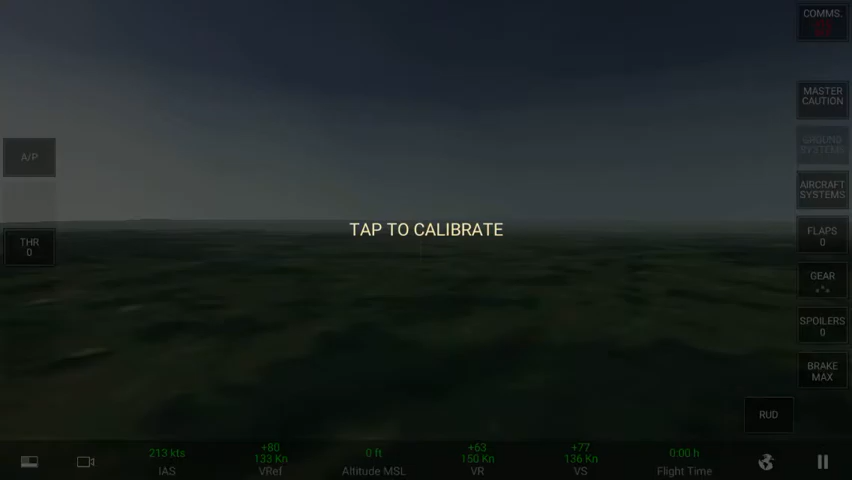 COMMS.
MASTER
CAUTION
GROUND
SYSTEMS
A/P
AIRCRAFT
SYSTEMS
TAP TO CALIBRATE
THR
0
FLAPS
0
GEAR
SPOILERS
0
BRAKE
MAX
RUD
213 kts
IAS
+80
133 Kn
VRef
0 ft
Altitude MSL
+63
150 Kn
VR
+77
136 Kn
VS
0:00 h
Flight Time